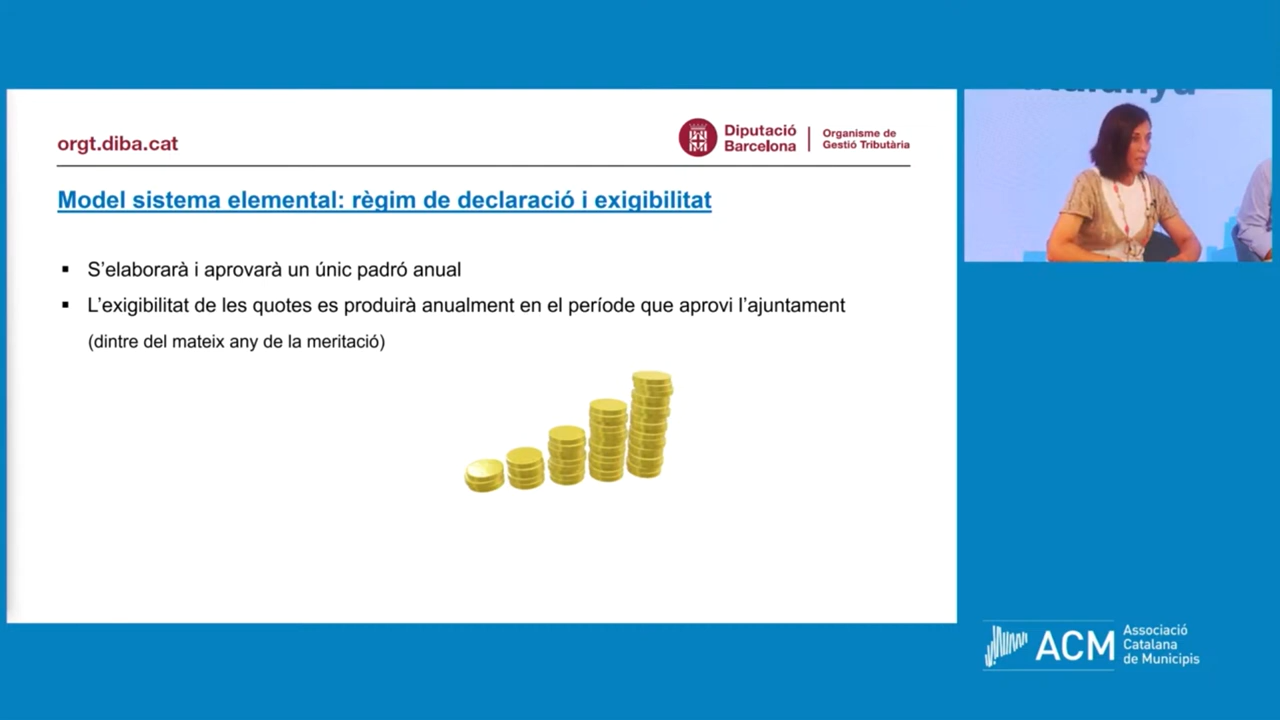 orgt.diba.cat
Diputació
Barcelona
Organisme de
Gestió Tributària
Model sistema elemental: règim de declaració i exigibilitat
▪ S’elaborarà i aprovarà un únic padró anual
▪ L’exigibilitat de les quotes es produirà anualment en el període que aprovi l’ajuntament
(dintre del mateix any de la meritació)
ACM
Associació
Catalana
de Municipis